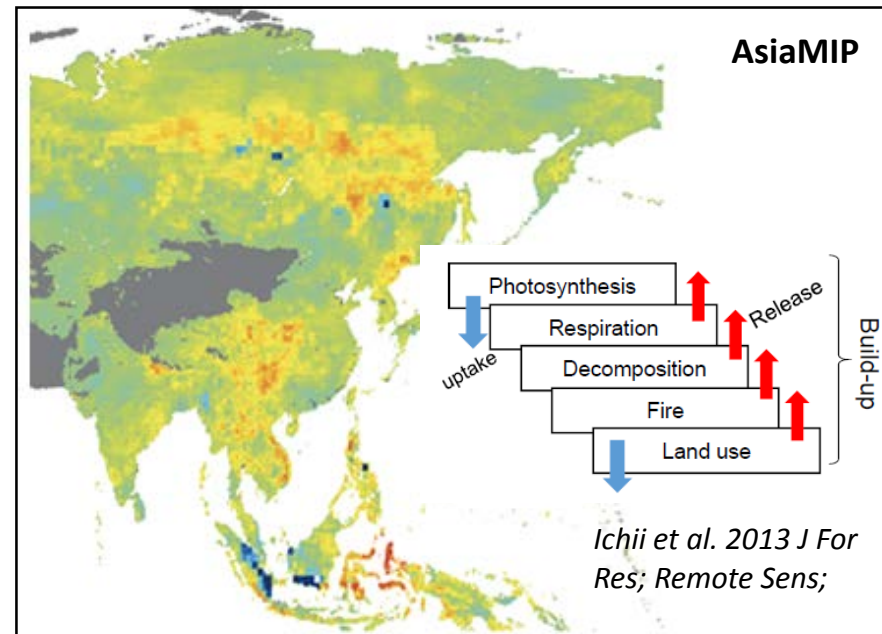 AsiaMIP
Photosynthesis
Release
Respiration
uptake
Decomposition
Fire
Land use
Build-up
Ichii et al. 2013 J For
Res; Remote Sens;